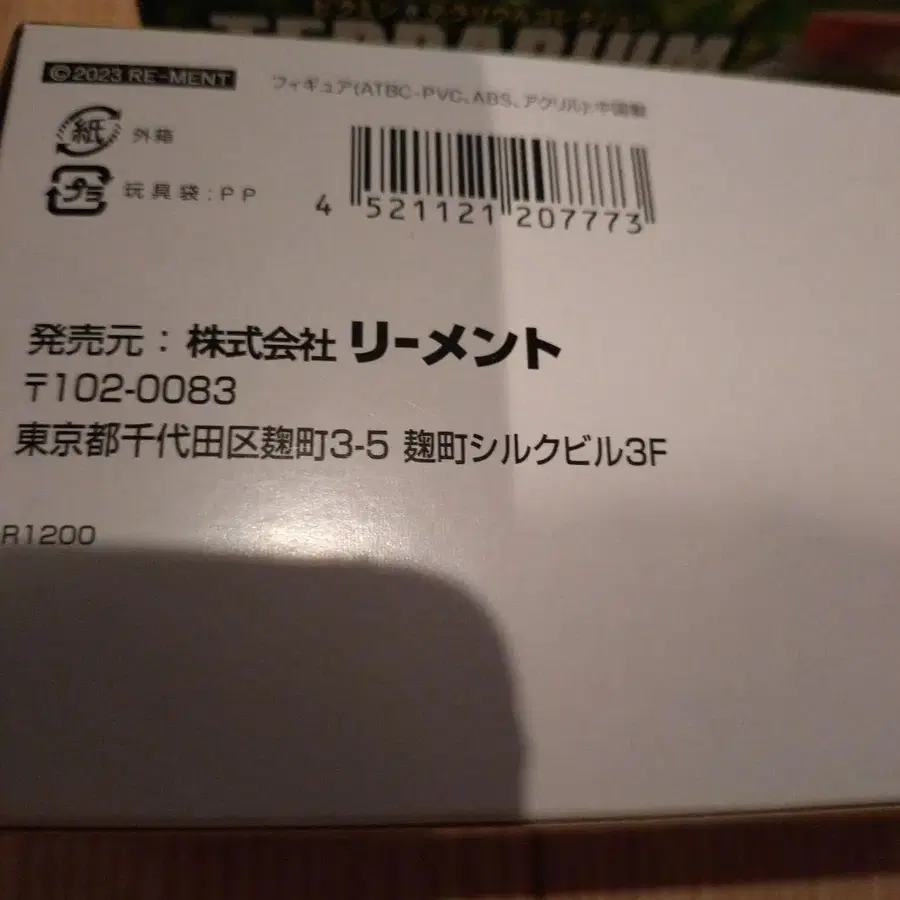 TERRARIUM
©2023 RE-MENT
フィギュア(ATBC-PVC、ABS、アクリル):中国製
紙 外箱
プラ 玩具袋:PP
4 521121 207773
発売元:株式会社 リーメント
〒102-0083
東京都千代田区麹町3-5 麹町シルクビル3F
R1200